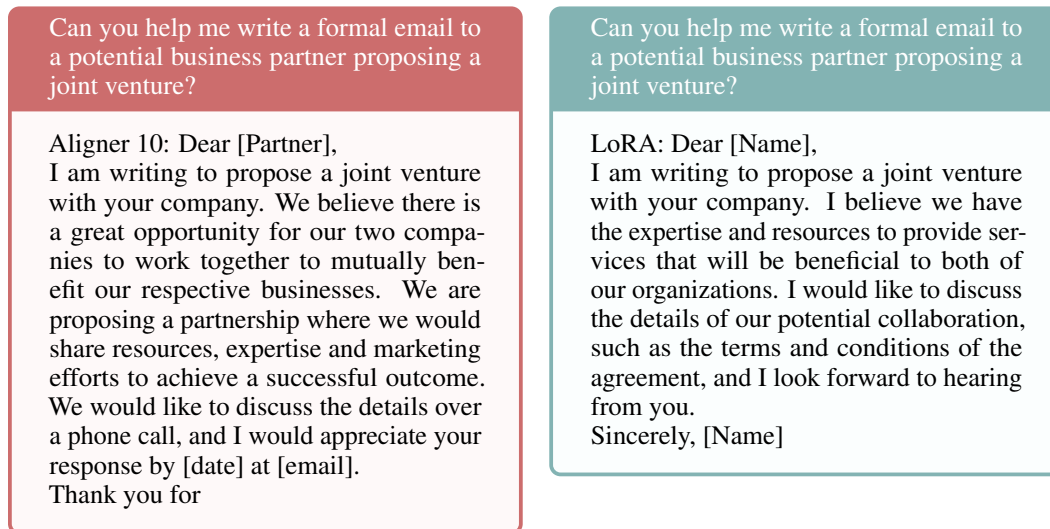 Can you help me write a formal email to
a potential business partner proposing a
joint venture?
Aligner 10: Dear [Partner],
I am writing to propose a joint venture
with your company. We believe there is
a great opportunity for our two compa-
nies to work together to mutually ben-
efit our respective businesses. We are
proposing a partnership where we would
share resources, expertise and marketing
efforts to achieve a successful outcome.
We would like to discuss the details over
a phone call, and I would appreciate your
response by [date] at [email].
Thank you for
Can you help me write a formal email to
a potential business partner proposing a
joint venture?
LoRA: Dear [Name],
I am writing to propose a joint venture
with your company. I believe we have
the expertise and resources to provide ser-
vices that will be beneficial to both of
our organizations. I would like to discuss
the details of our potential collaboration,
such as the terms and conditions of the
agreement, and I look forward to hearing
from you.
Sincerely, [Name]